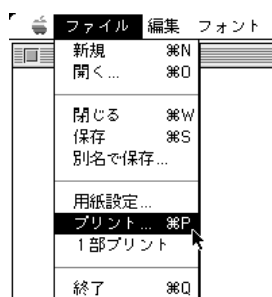 ファイル 編集 フォント
新規 ⌘N
開く... ⌘O
閉じる ⌘W
保存 ⌘S
別名で保存...
用紙設定...
プリント... ⌘P
1部プリント
終了 ⌘Q